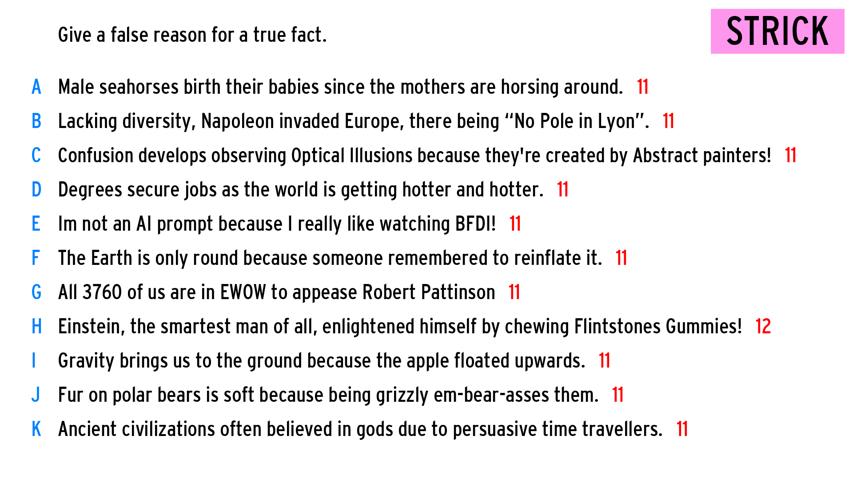 Give a false reason for a true fact.
STRICK
A Male seahorses birth their babies since the mothers are horsing around. 11
B Lacking diversity, Napoleon invaded Europe, there being “No Pole in Lyon”. 11
C Confusion develops observing Optical Illusions because they're created by Abstract painters! 11
D Degrees secure jobs as the world is getting hotter and hotter. 11
E Im not an AI prompt because I really like watching BFDI! 11
F The Earth is only round because someone remembered to reinflate it. 11
G All 3760 of us are in EWOW to appease Robert Pattinson 11
H Einstein, the smartest man of all, enlightened himself by chewing Flintstones Gummies! 12
I Gravity brings us to the ground because the apple floated upwards. 11
J Fur on polar bears is soft because being grizzly em-bear-asses them. 11
K Ancient civilizations often believed in gods due to persuasive time travellers. 11